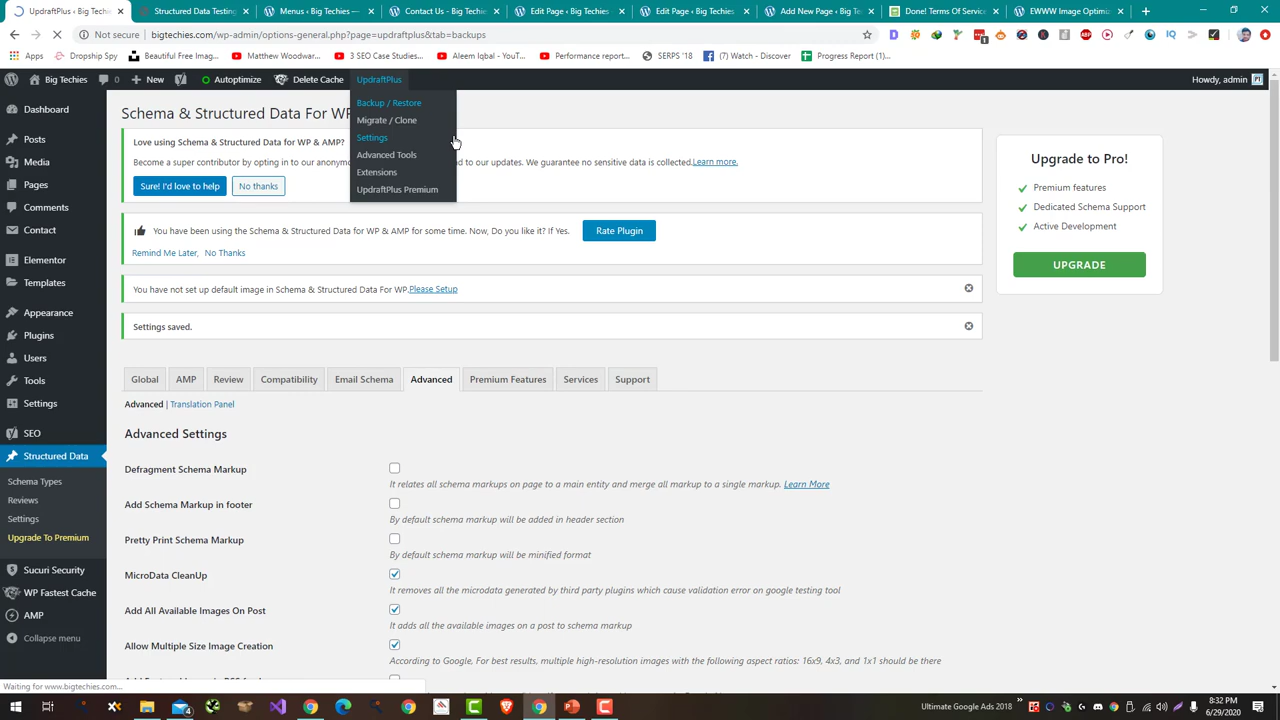 Structured Data Testing
Menus ‹ Big Techies
UpdraftPlus ‹ Big
Edit Page ‹ Big Tech
Edit Page ‹ Big Tech
Add New Page ‹ Big
Done! Terms Of Serv
WEWP Images Optim
Not secure
bigtechies.com/wp-admin/options-general.php?page=updraftplus&tab=backups
Apps
Dropship Spy
Beautiful Free Imag...
Matthew Woodwar...
3 SEO Case Studies...
Aleem Iqbal - YouT...
Performance report...
SERPS '18
(7) Watch - Discover
Progress Report (1)...
Big Techies
0
New
Autoptimize
Delete Cache
UpdraftPlus
Howdy, admin
Backup / Restore
Migrate / Clone
Settings
Advanced Tools
Extensions
UpdraftPlus Premium
Dashboard
Posts
Media
Pages
Comments
Contact
Elementor
Templates
Appearance
Plugins
Users
Tools
Settings
SEO
Structured Data
Schema Types
Reviews
Settings
Upgrade To Premium
Sucuri Security
WP Fastest Cache
AMP
Collapse menu
Schema & Structured Data For WP
Love using Schema & Structured Data for WP & AMP?
Become a super contributor by opting in to our anonym
d to our updates. We guarantee no sensitive data is collected.Learn more.
Sure! I'd love to help
No thanks
You have been using the Schema & Structured Data for WP & AMP for some time. Now, Do you like it? If Yes.
Rate Plugin
Remind Me Later,
No Thanks
You have not set up default image in Schema & Structured Data For WP.Please Setup
Settings saved.
Upgrade to Pro!
Premium features
Dedicated Schema Support
Active Development
UPGRADE
Global
AMP
Review
Compatibility
Email Schema
Advanced
Premium Features
Services
Support
Advanced | Translation Panel
Advanced Settings
Defragment Schema Markup
It relates all schema markups on page to a main entity and merge all markup to a single markup. Learn More
Add Schema Markup in footer
By default schema markup will be added in header section
Pretty Print Schema Markup
By default schema markup will be minified format
MicroData CleanUp
It removes all the microdata generated by third party plugins which cause validation error on google testing tool
Add All Available Images On Post
It adds all the available images on a post to schema markup
Allow Multiple Size Image Creation
According to Google, For best results, multiple high-resolution images with the following aspect ratios: 16x9, 4x3, and 1x1 should be there
Waiting for www.bigtechies.com...
Ultimate Google Ads 2018
8:32 PM
6/29/2020